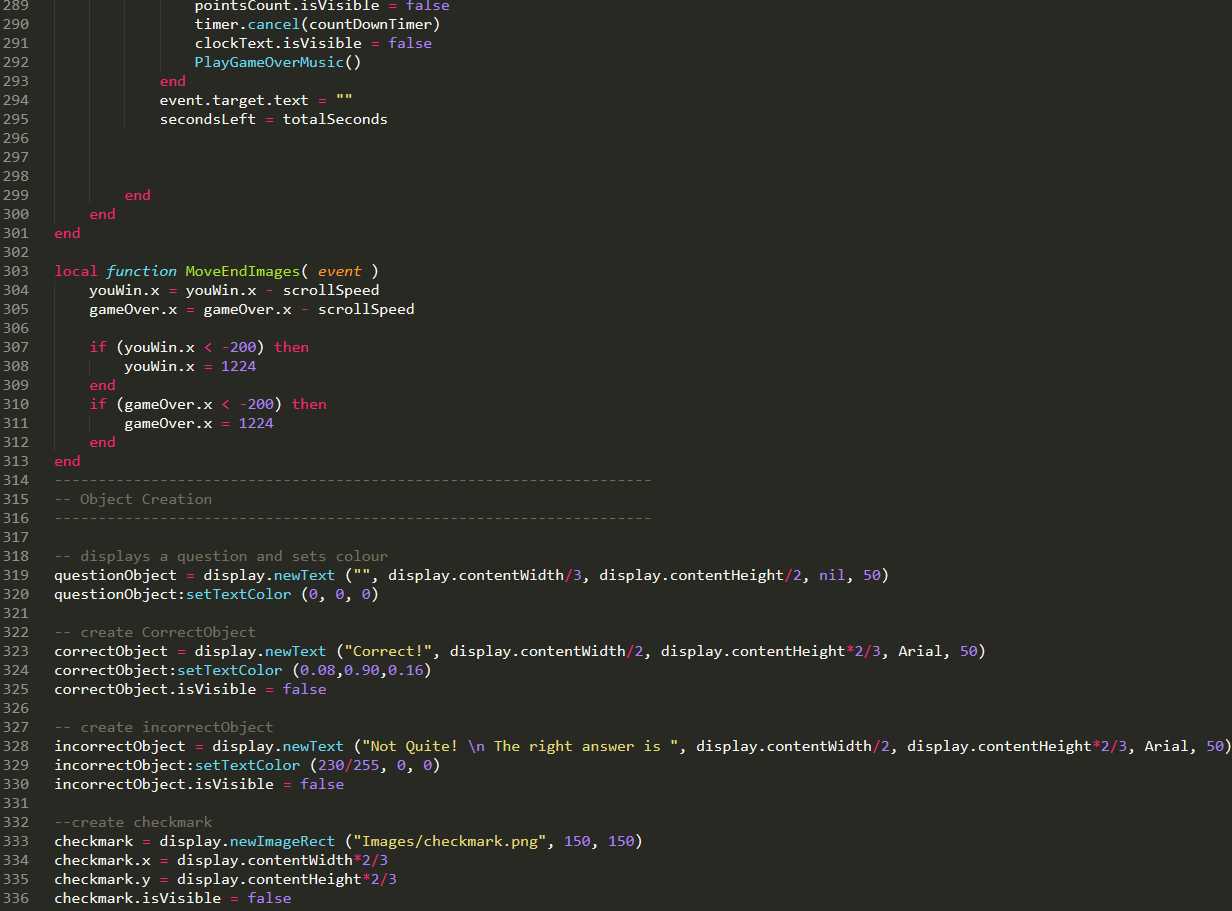 289 pointsCount.isVisible = false
290 timer.cancel(countDownTimer)
291 clockText.isVisible = false
292 PlayGameOverMusic()
293 end
294 event.target.text = ""
295 secondsLeft = totalSeconds
296
297
298
299 end
300 end
301 end
302
303 local function MoveEndImages( event )
304 youWin.x = youWin.x - scrollSpeed
305 gameOver.x = gameOver.x - scrollSpeed
306
307 if (youWin.x < -200) then
308 youWin.x = 1224
309 end
310 if (gameOver.x < -200) then
311 gameOver.x = 1224
312 end
313 end
314 --------------------------------------------------------------------
315 -- Object Creation
316 --------------------------------------------------------------------
317
318 -- displays a question and sets colour
319 questionObject = display.newText ("", display.contentWidth/3, display.contentHeight/2, nil, 50)
320 questionObject:setTextColor (0, 0, 0)
321
322 -- create CorrectObject
323 correctObject = display.newText ("Correct!", display.contentWidth/2, display.contentHeight*2/3, Arial, 50)
324 correctObject:setTextColor (0.08,0.90,0.16)
325 correctObject.isVisible = false
326
327 -- create incorrectObject
328 incorrectObject = display.newText ("Not Quite! \n The right answer is ", display.contentWidth/2, display.contentHeight*2/3, Arial, 50)
329 incorrectObject:setTextColor (230/255, 0, 0)
330 incorrectObject.isVisible = false
331
332 --create checkmark
333 checkmark = display.newImageRect ("Images/checkmark.png", 150, 150)
334 checkmark.x = display.contentWidth*2/3
335 checkmark.y = display.contentHeight*2/3
336 checkmark.isVisible = false